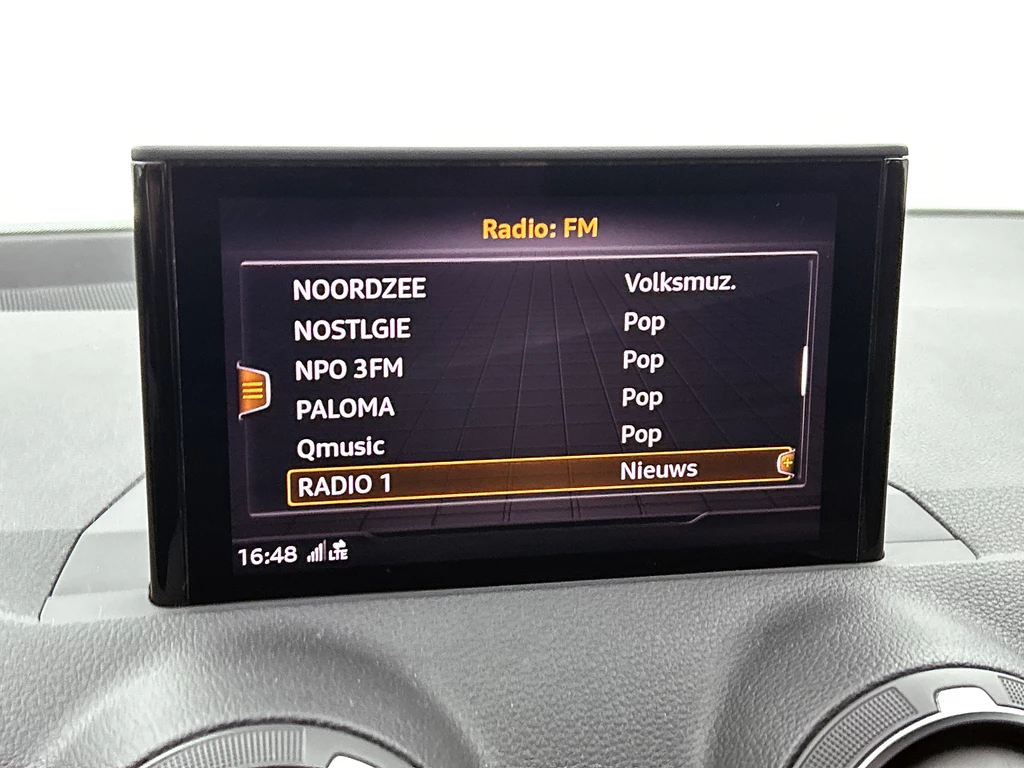 Radio: FM
NOORDZEE Volksmuz.
NOSTLGIE Pop
NPO 3FM Pop
PALOMA Pop
Qmusic Pop
RADIO 1 Nieuws
16:48 LTE